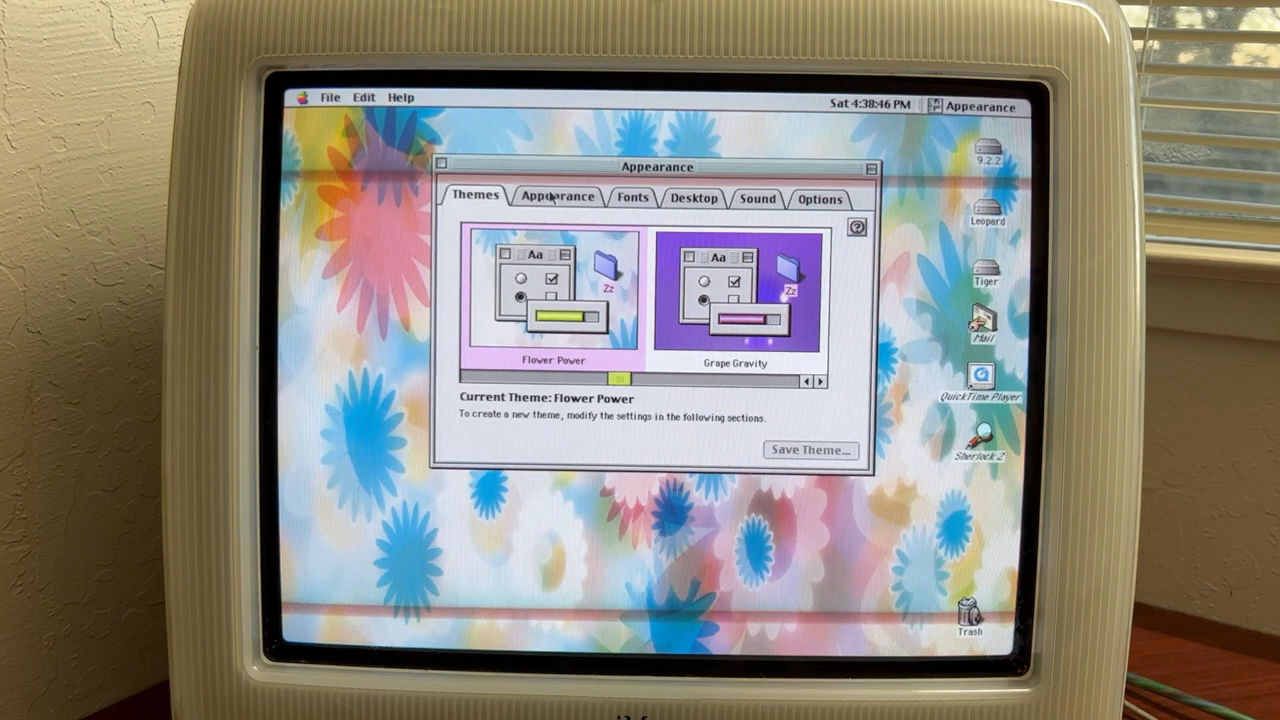 File Edit Help
Sat 4:38:46 PM Appearance
Appearance
Themes Appearance Fonts Desktop Sound Options
?
Aa
Zz
Aa
Zz
Flower Power
Grape Gravity
Current Theme: Flower Power
To create a new theme, modify the settings in the following sections.
Save Theme...
9.2.2
Leopard
Tiger
Mail
QuickTime Player
Sherlock 2
Trash